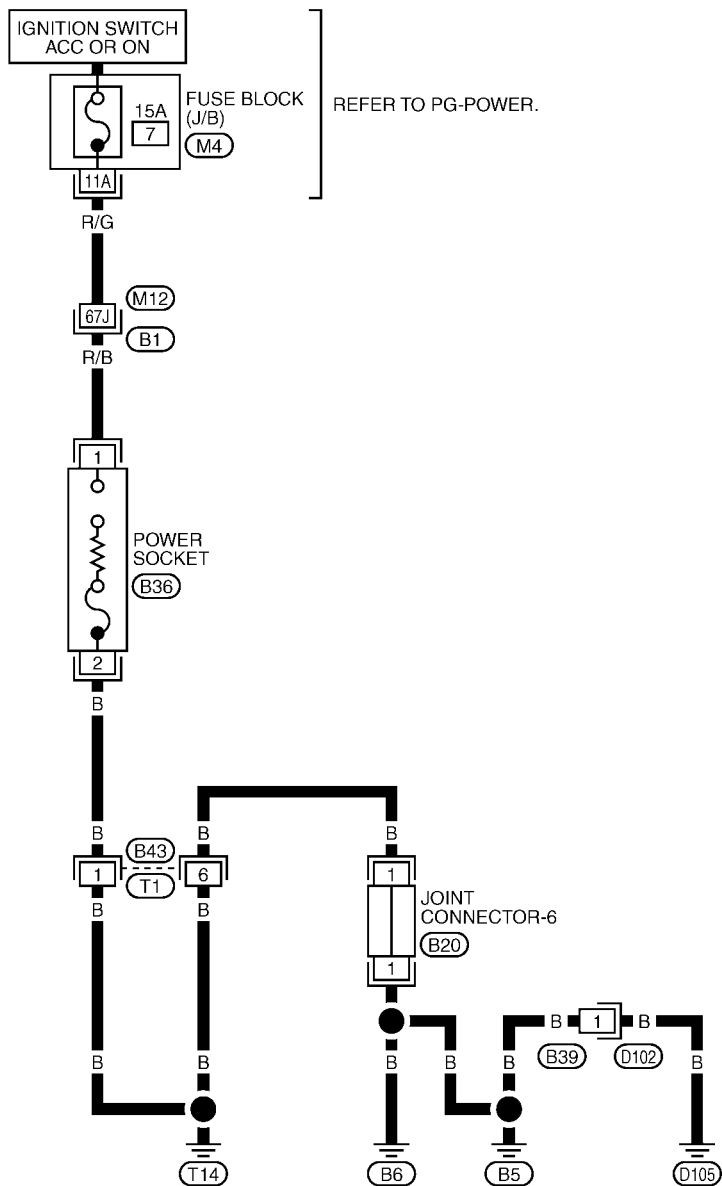 IGNITION SWITCH
ACC OR ON
FUSE BLOCK
(J/B)
REFER TO PG-POWER.
15A
7
M4
11A
R/G
M12
67J
B1
R/B
1
POWER
SOCKET
B36
2
B
B B B
B43
1 6 1
T1
B B
JOINT
CONNECTOR-6
B20
1
B 1 B
B39 D102
B B B B B
T14 B6 B5 D105